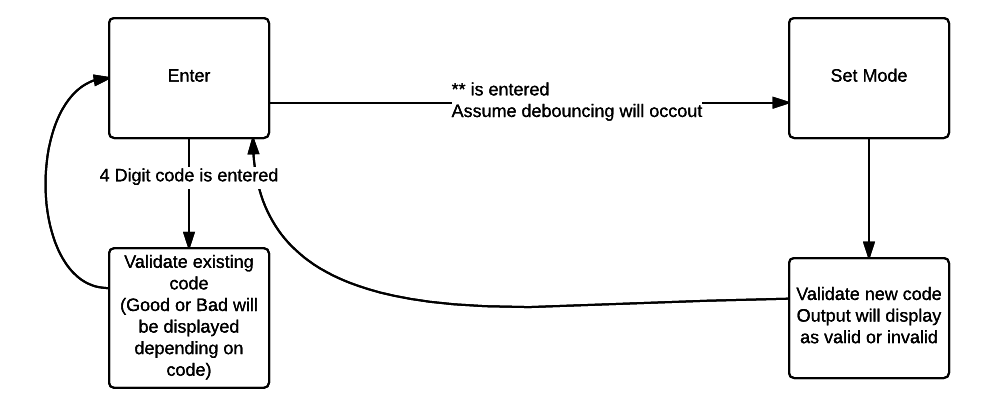 Enter
** is entered
Assume debouncing will occout
Set Mode
4 Digit code is entered
Validate existing
code
(Good or Bad will
be displayed
depending on
code)
Validate new code
Output will display
as valid or invalid